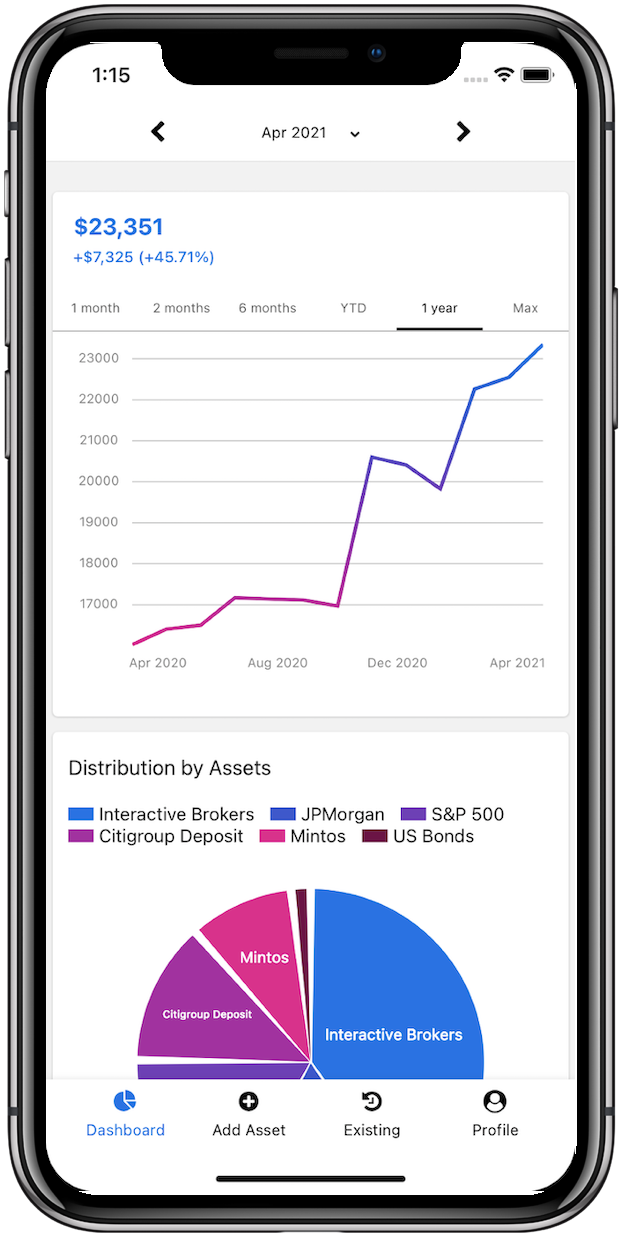 1:15
Apr 2021
$23,351
+$7,325 (+45.71%)
1 month 2 months 6 months YTD 1 year Max
23000
22000
21000
20000
19000
18000
17000
Apr 2020 Aug 2020 Dec 2020 Apr 2021
Distribution by Assets
Interactive Brokers JPMorgan S&P 500
Citigroup Deposit Mintos US Bonds
Mintos
Citigroup Deposit
Interactive Brokers
Dashboard Add Asset Existing Profile